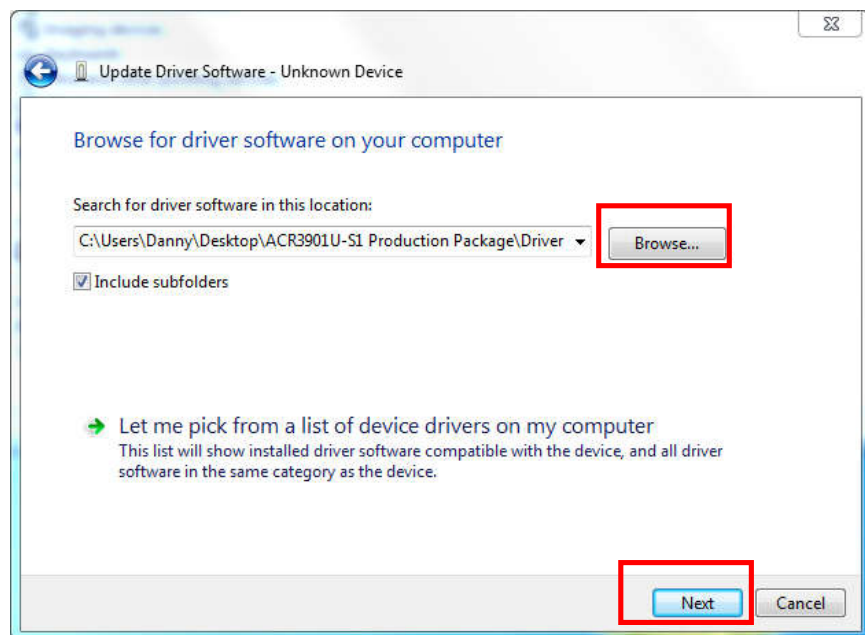 Update Driver Software - Unknown Device
Browse for driver software on your computer
Search for driver software in this location:
C:\Users\Danny\Desktop\ACR3901U-S1 Production Package\Driver
Browse...
Include subfolders
Let me pick from a list of device drivers on my computer
This list will show installed driver software compatible with the device, and all driver
software in the same category as the device.
Next
Cancel